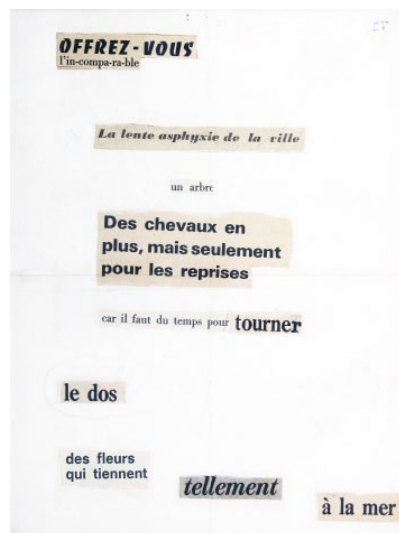 OFFREZ-VOUS
l'in-compa-ra-ble
La lente asphyxie de la ville
un arbre
Des chevaux en
plus, mais seulement
pour les reprises
car il faut du temps pour tourner
le dos
des fleurs
qui tiennent
tellement
à la mer